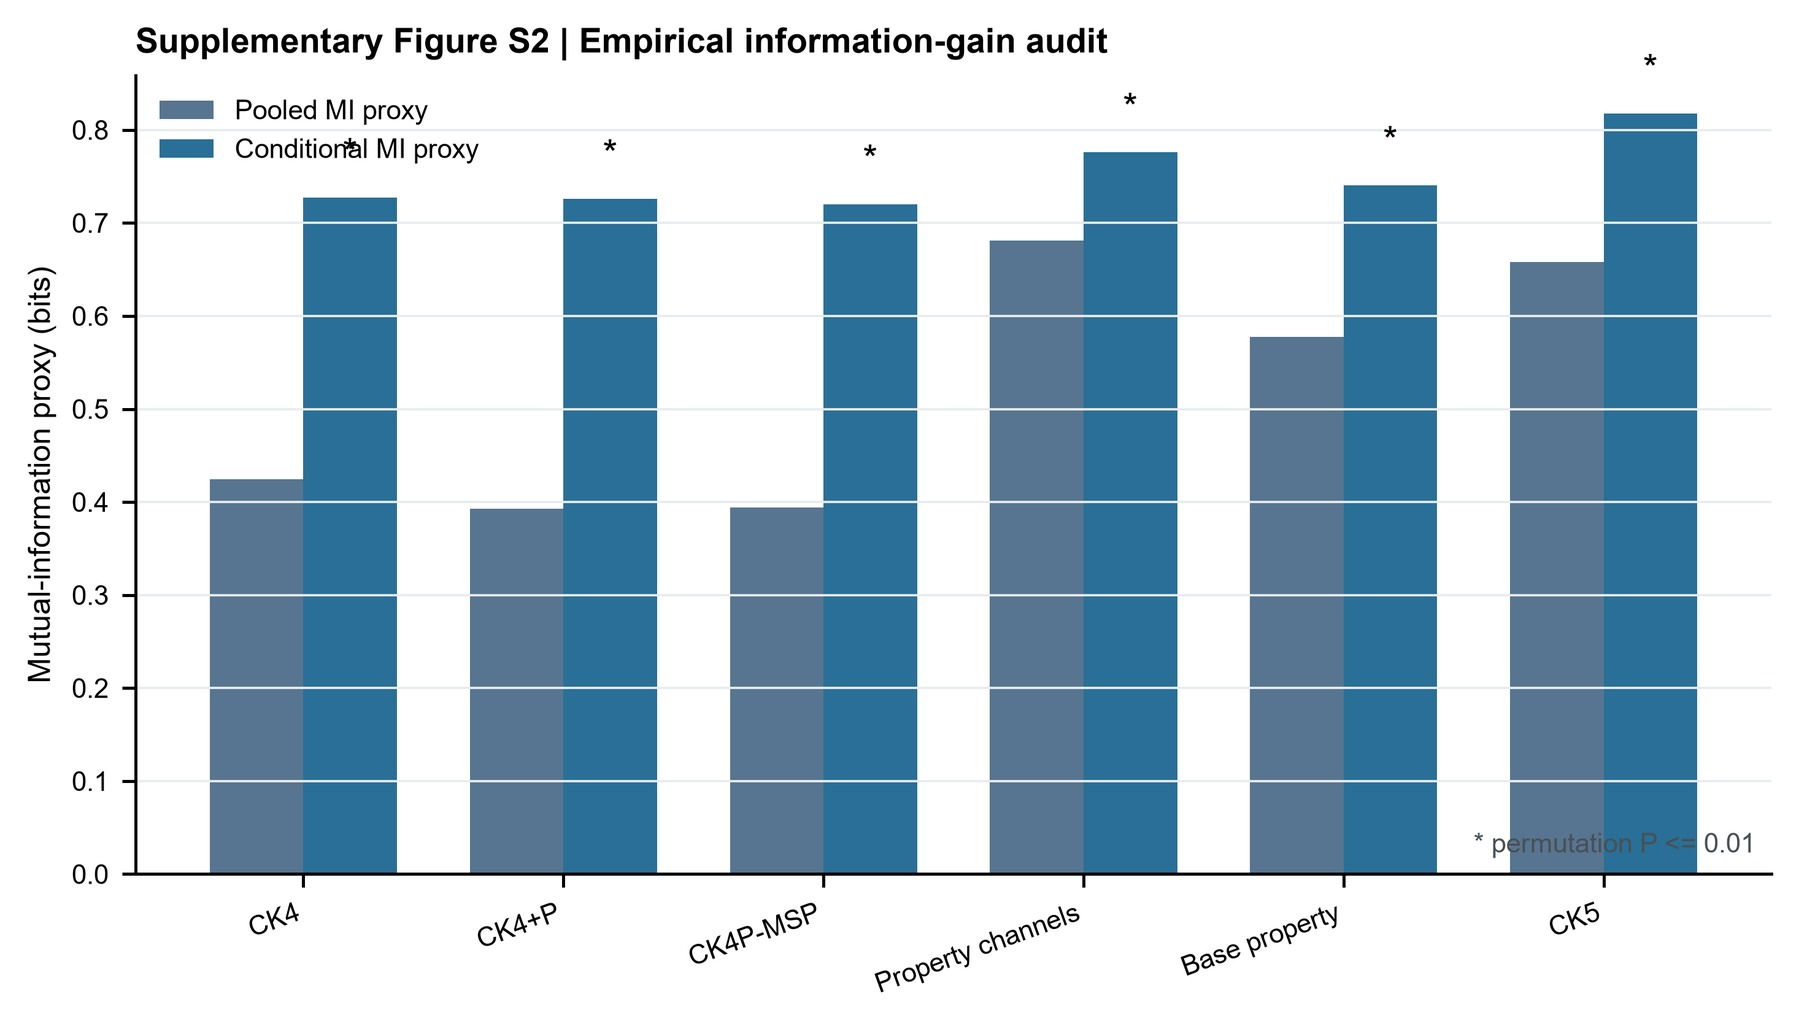 Supplementary Figure S2 | Empirical information-gain audit
*
Pooled MI proxy
*
Conditional MI proxy
*
*
*
*
Mutual-information proxy (bits)
0.8
0.7
0.6
0.5
0.4
0.3
0.2
0.1
0.0
* permutation P <= 0.01
CK4
CK4+P
CK4P-MSP
Property channels
Base property
CK5